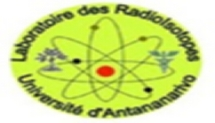 Laboratoire des RadioIsotopes
Université d'Antananarivo